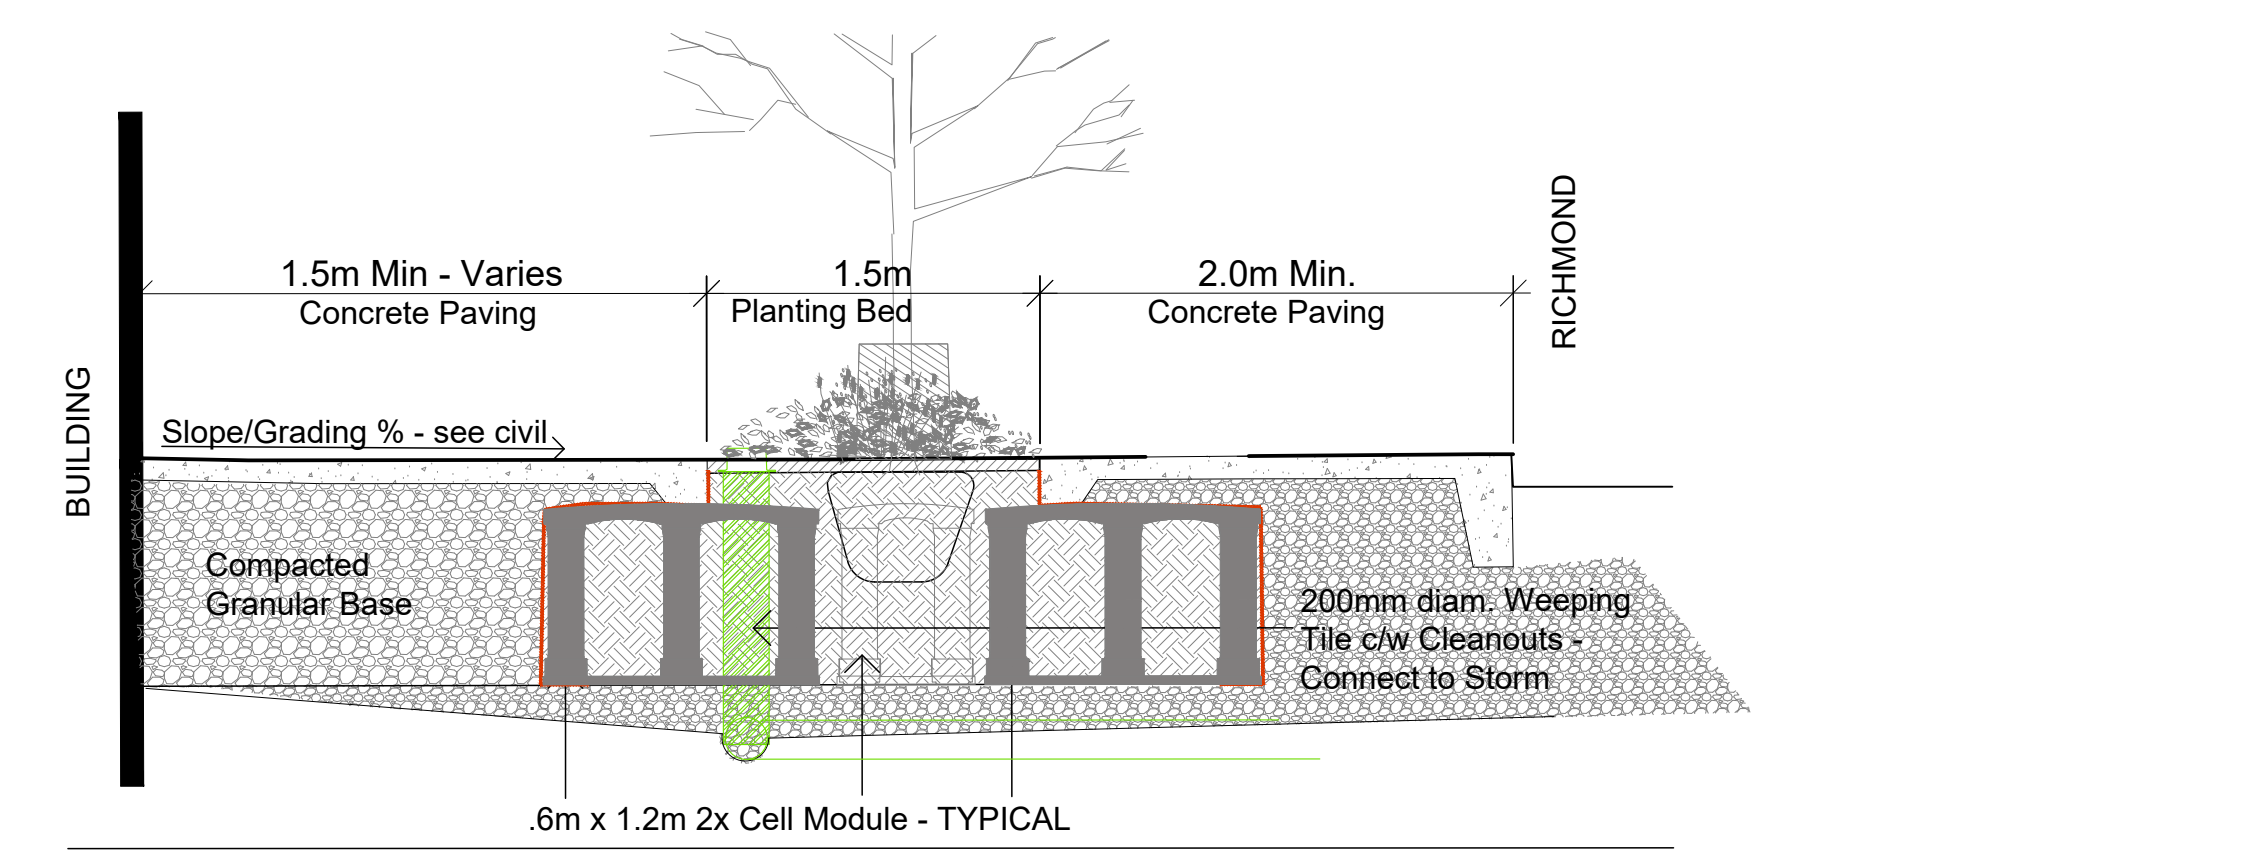 RICHMOND
1.5m Min - Varies
Concrete Paving
1.5m
Planting Bed
2.0m Min.
Concrete Paving
BUILDING
Slope/Grading % - see civil
Compacted
Granular Base
200mm diam. Weeping
Tile c/w Cleanouts -
Connect to Storm
.6m x 1.2m 2x Cell Module - TYPICAL